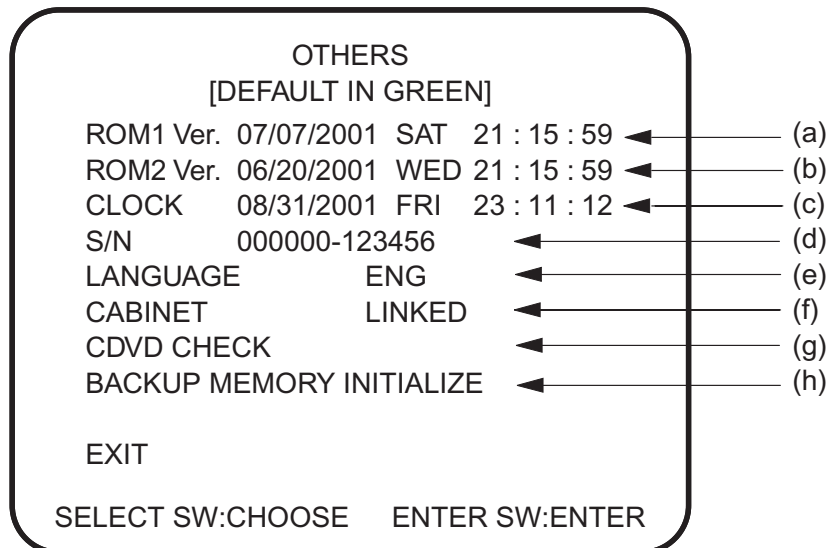 OTHERS
[DEFAULT IN GREEN]
ROM1 Ver. 07/07/2001 SAT 21 : 15 : 59 (a)
ROM2 Ver. 06/20/2001 WED 21 : 15 : 59 (b)
CLOCK 08/31/2001 FRI 23 : 11 : 12 (c)
S/N 000000-123456 (d)
LANGUAGE ENG (e)
CABINET LINKED (f)
CDVD CHECK (g)
BACKUP MEMORY INITIALIZE (h)
EXIT
SELECT SW:CHOOSE ENTER SW:ENTER